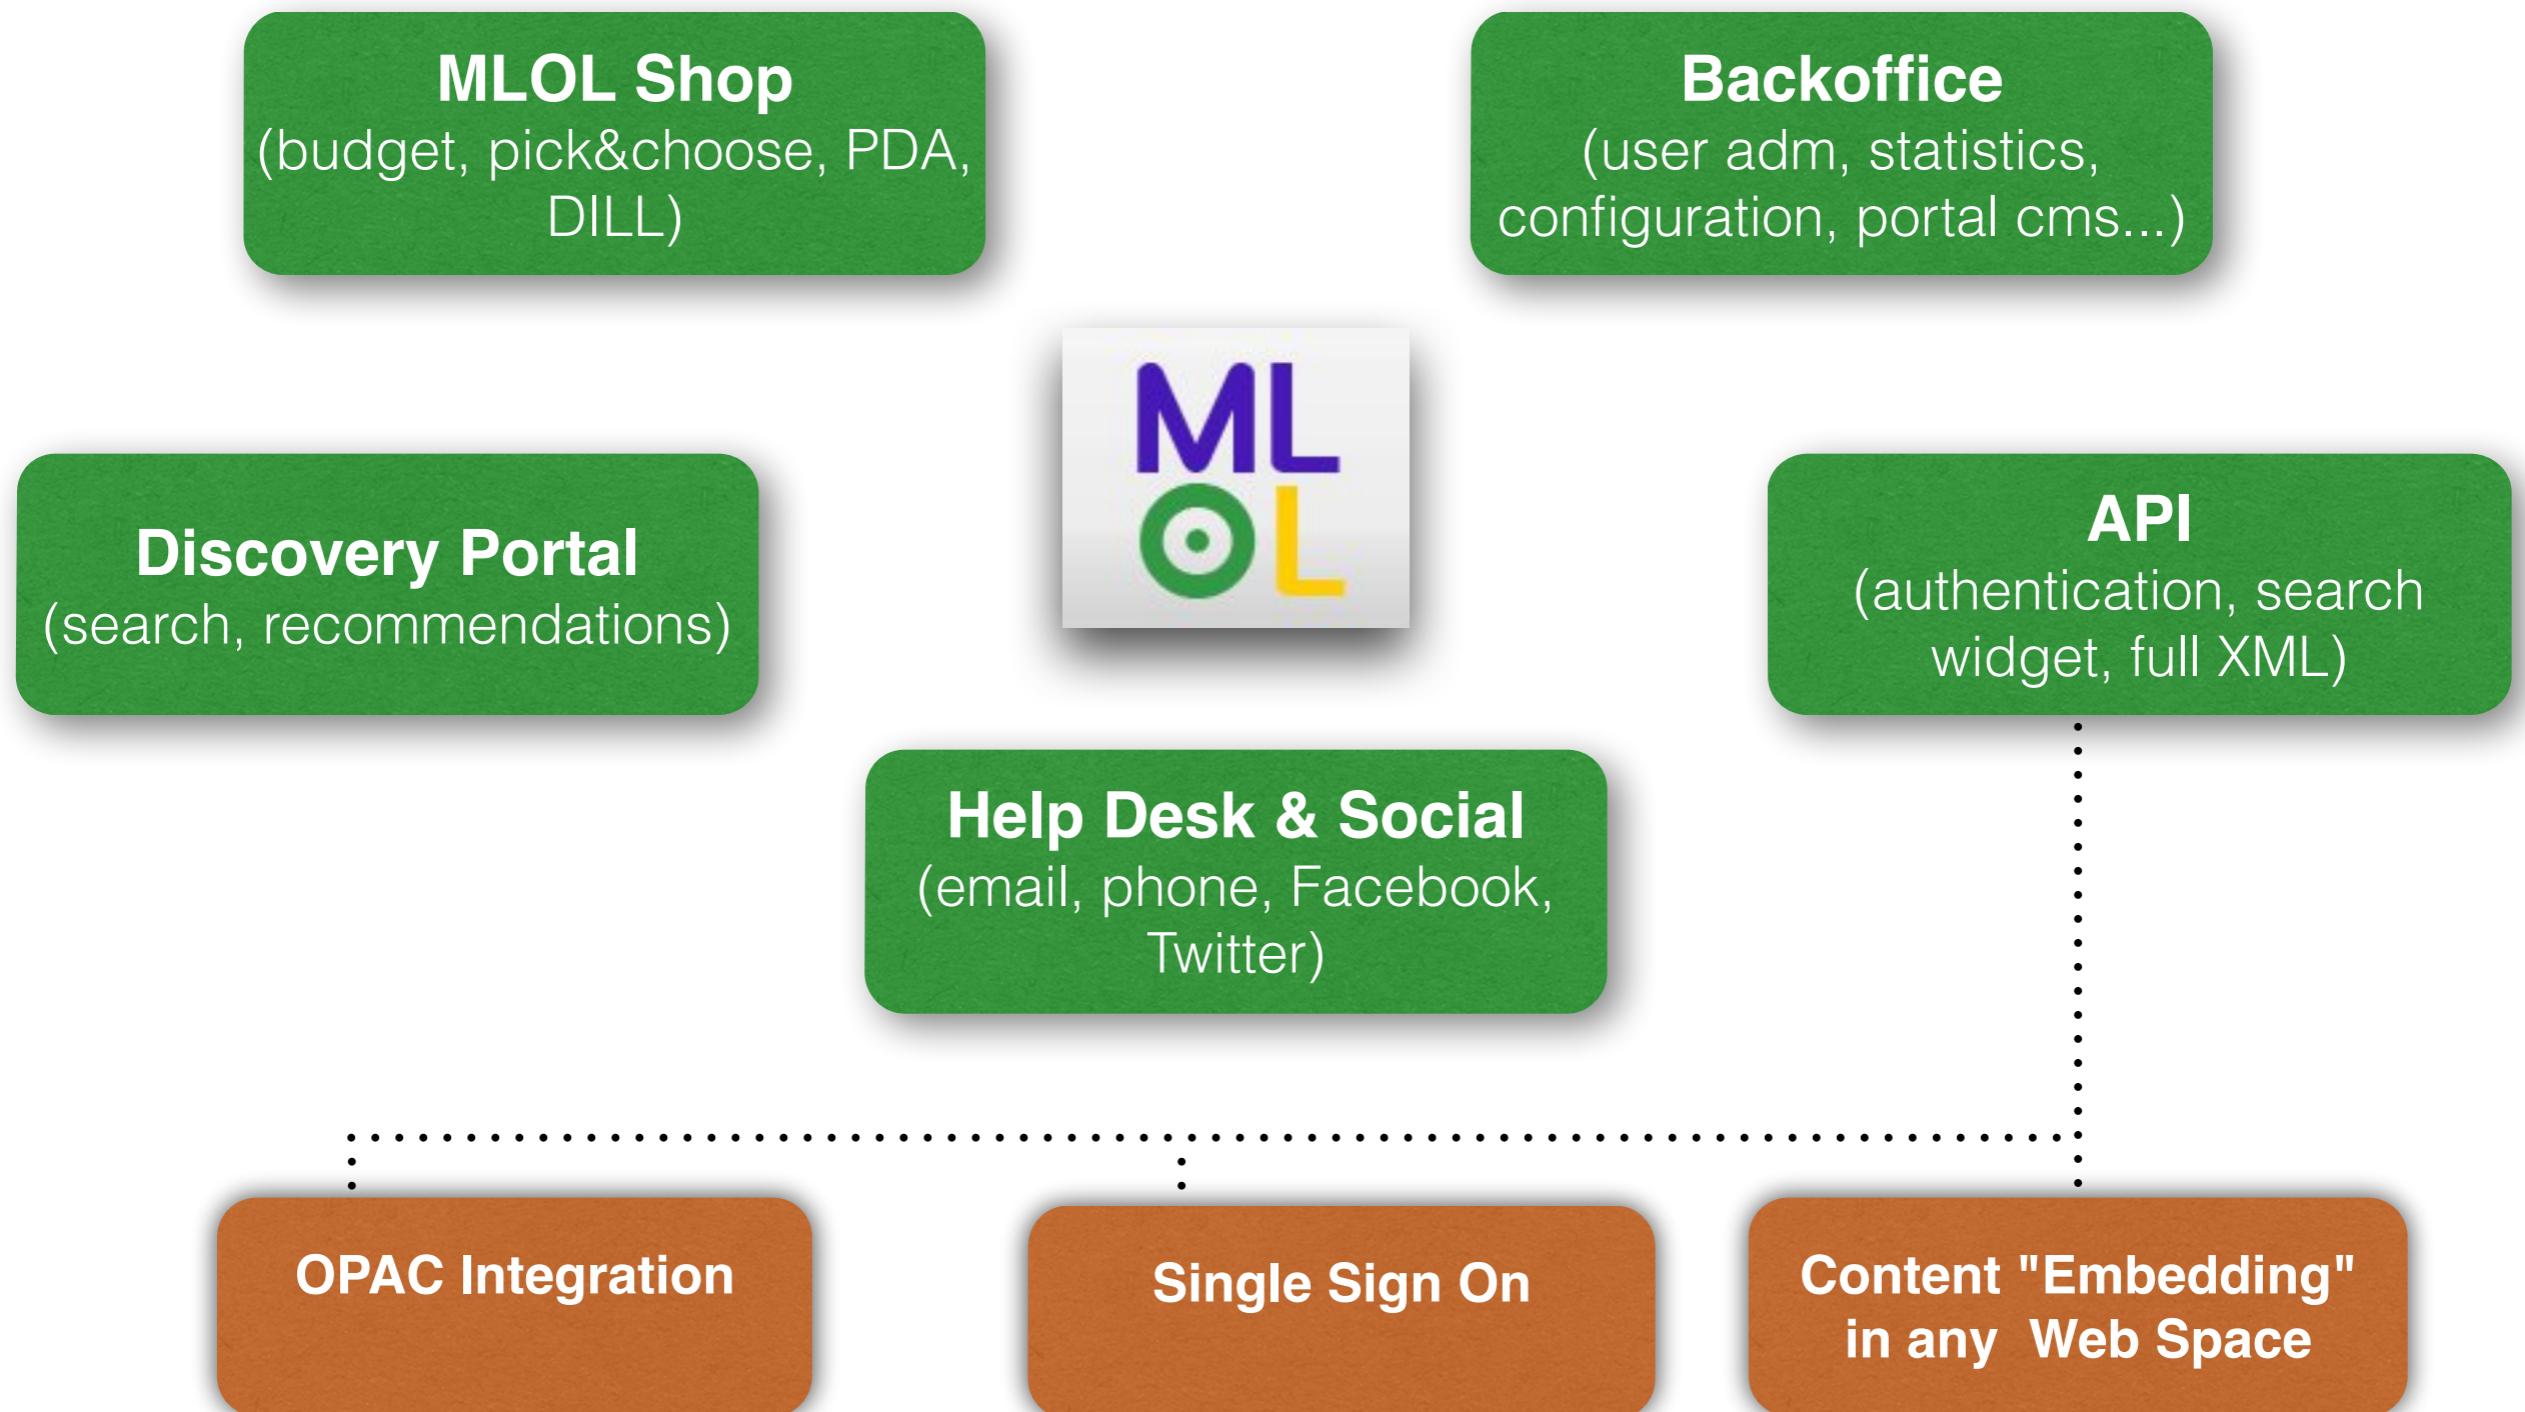 MLOL Shop
(budget, pick&choose, PDA,
DILL)
Backoffice
(user adm, statistics,
configuration, portal cms...)
ML
OL
Discovery Portal
(search, recommendations)
API
(authentication, search
widget, full XML)
Help Desk & Social
(email, phone, Facebook,
Twitter)
OPAC Integration
Single Sign On
Content "Embedding"
in any  Web Space